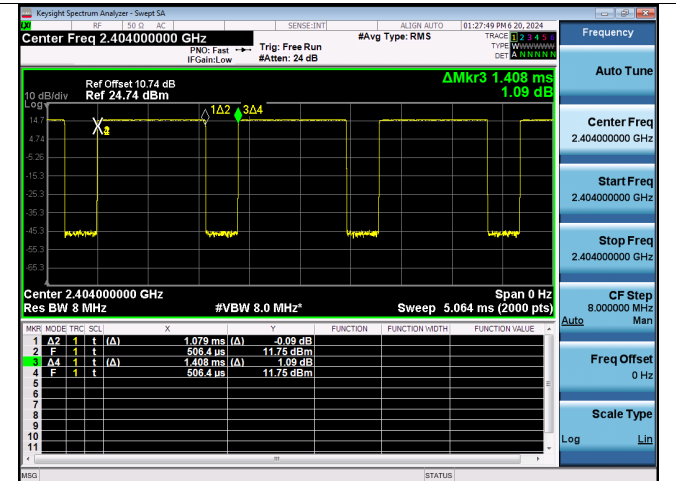 Keysight Spectrum Analyzer - Swept SA
RF 50 Ω AC SENSE:INT ALIGN AUTO 01:27:49 PM 6 20, 2024
Center Freq 2.404000000 GHz #Avg Type: RMS TRACE 1 2 3 4 5 6
PNO: Fast Trig: Free Run TYPE WWWWWW
IFGain:Low #Atten: 24 dB DET A N N N N N
ΔMkr3 1.408 ms
Ref Offset 10.74 dB
10 dB/div Ref 24.74 dBm 1.09 dB
Log
1Δ2 3Δ4
14.7
4.74
-5.26
-15.3
-25.3
-35.3
-45.3
-55.3
-65.3
Center 2.404000000 GHz Span 0 Hz
Res BW 8 MHz #VBW 8.0 MHz* Sweep 5.064 ms (2000 pts)
MKR MODE TRC SCL X Y FUNCTION FUNCTION WIDTH FUNCTION VALUE
1 Δ2 1 t (Δ) 1.079 ms (Δ) -0.09 dB
2 F 1 t 506.4 µs 11.75 dBm
3 Δ4 1 t (Δ) 1.408 ms (Δ) 1.09 dB
4 F 1 t 506.4 µs 11.75 dBm
5
6
7
8
9
10
11
MSG STATUS
Frequency
Auto Tune
Center Freq
2.404000000 GHz
Start Freq
2.404000000 GHz
Stop Freq
2.404000000 GHz
CF Step
8.000000 MHz
Auto Man
Freq Offset
0 Hz
Scale Type
Log Lin